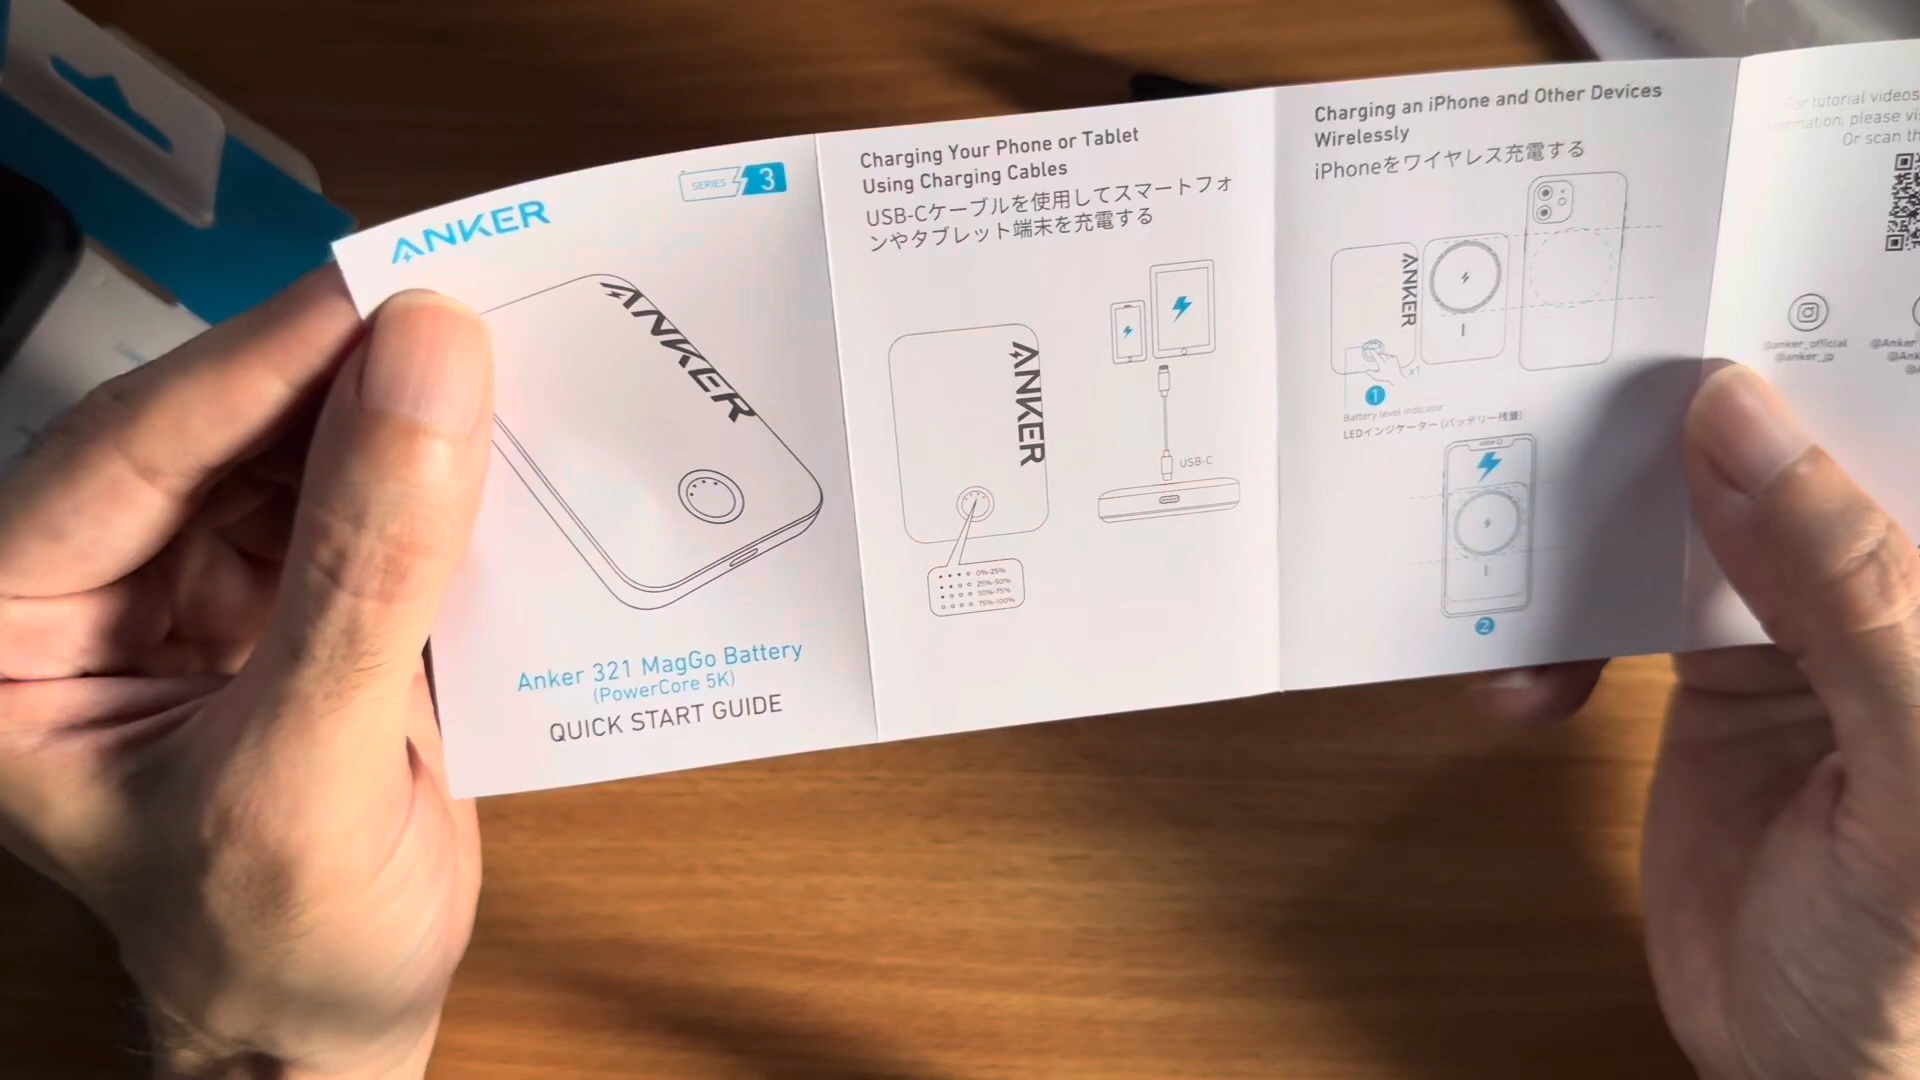 ANKER
SERIES 3
ANKER
Anker 321 MagGo Battery
(PowerCore 5K)
QUICK START GUIDE
Charging Your Phone or Tablet
Using Charging Cables
USB-Cケーブルを使用してスマートフォ
ンやタブレット端末を充電する
ANKER
USB-C
0%-25%
25%-50%
50%-75%
75%-100%
Charging an iPhone and Other Devices
Wirelessly
iPhoneをワイヤレス充電する
ANKER
x1
1
Battery level indicator
LEDインジケーター (バッテリー残量)
2
For tutorial videos
please vi
Or scan th
@anker_official
@anker_jp
@Anker
@Ank